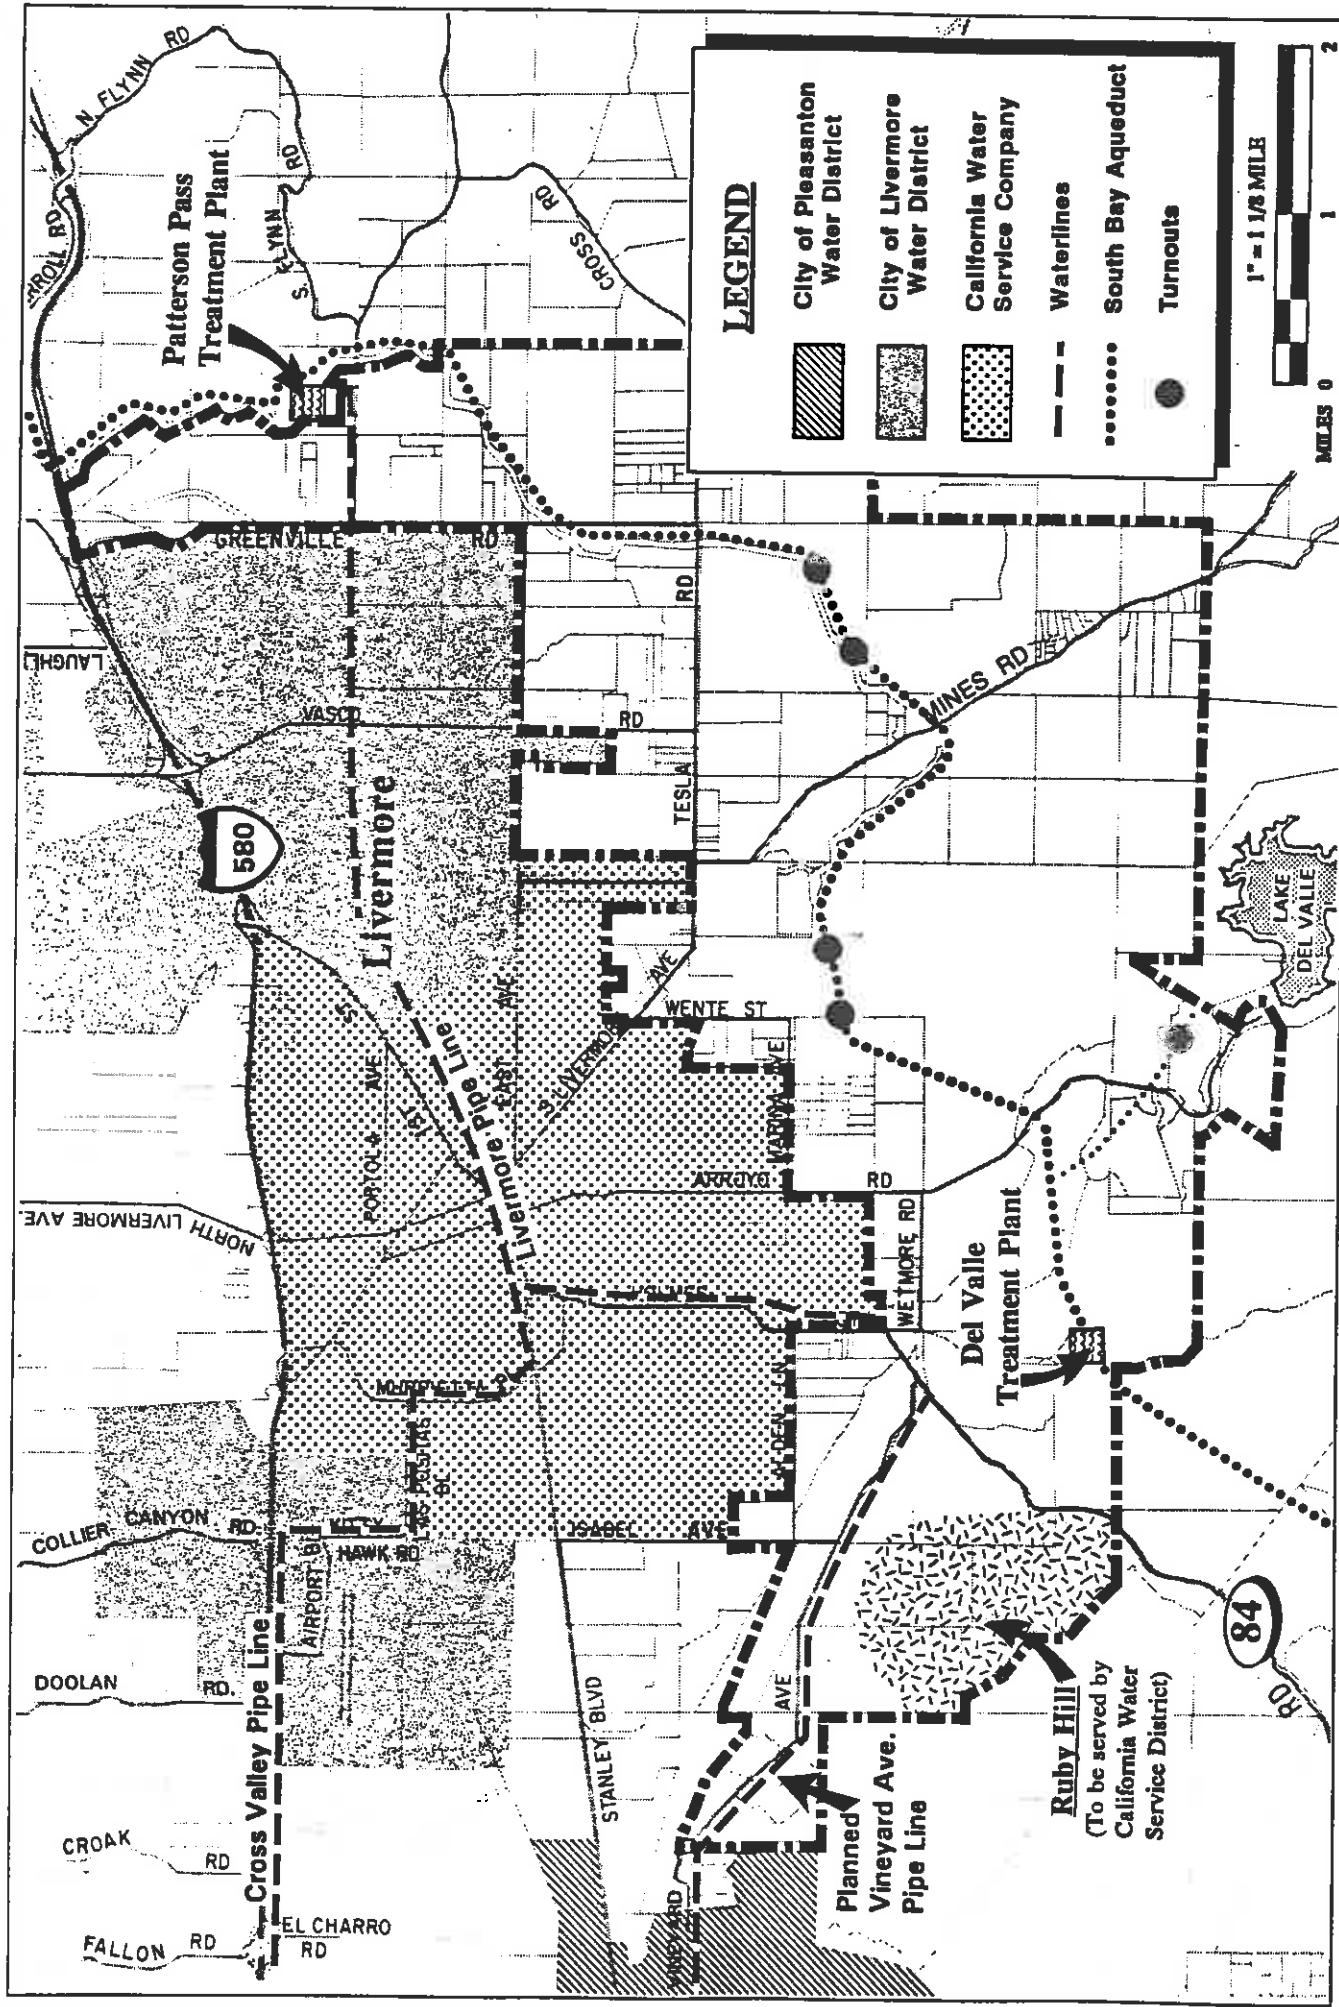 N FLYNN RD
Patterson Pass
Treatment Plant
S. FLYNN RD
CROSS RD
LEGEND
City of Pleasanton
Water District
City of Livermore
Water District
California Water
Service Company
Waterlines
South Bay Aqueduct
Turnouts
1" = 1 1/8 MILE
MILES 0 1 2
GREENVILLE RD
VASCO RD
TESLA RD
MINES RD
580
Livermore
Livermore Pipe Line
EAST AVE
1ST ST
PORTOLA AVE
AVE
WENTE ST
MARINA AVE
ARROYO RD
WETMORE RD
LAKE
DEL VALLE
Del Valle
Treatment Plant
NORTH LIVERMORE AVE.
ALDEN LN
ISABEL AVE
COLLIER CANYON RD
HAWK RD
AIRPORT BL
DOOLAN RD.
Cross Valley Pipe Line
CROAK RD
FALLON RD
EL CHARRO
RD
STANLEY BLVD
VINEYARD AVE
Planned
Vineyard Ave.
Pipe Line
Ruby Hill
(To be served by
California Water
Service District)
84
RD